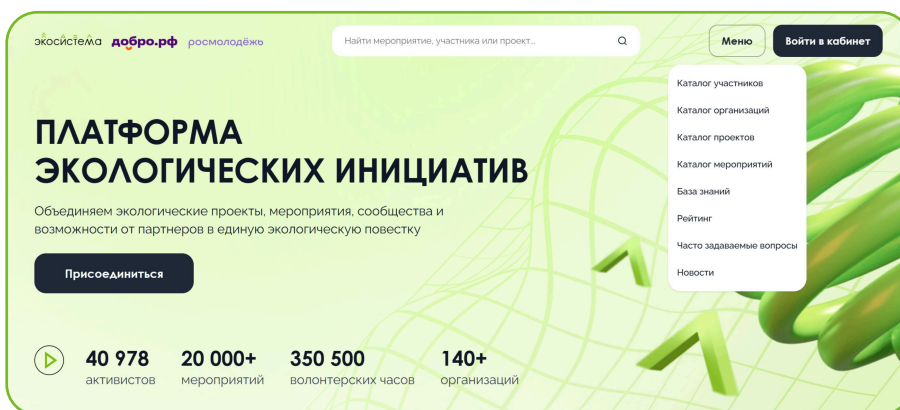 экосистема добро.рф росмолодёжь
Найти мероприятие, участника или проект...
Меню
Войти в кабинет
Каталог участников
Каталог организаций
Каталог проектов
Каталог мероприятий
База знаний
Рейтинг
Часто задаваемые вопросы
Новости
ПЛАТФОРМА
ЭКОЛОГИЧЕСКИХ ИНИЦИАТИВ
Объединяем экологические проекты, мероприятия, сообщества и
возможности от партнеров в единую экологическую повестку
Присоединиться
40 978 20 000+ 350 500 140+
активистов мероприятий волонтерских часов организаций